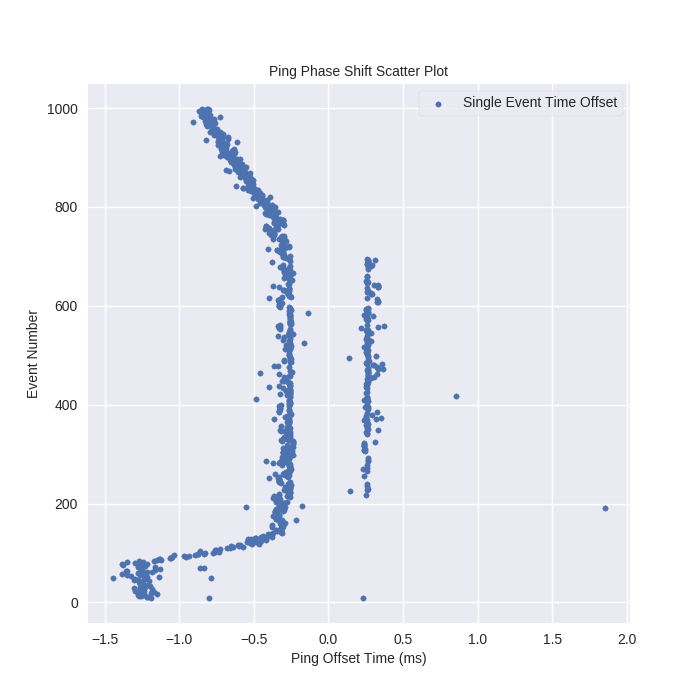 Ping Phase Shift Scatter Plot
Single Event Time Offset
Event Number
1000
800
600
400
200
0
−1.5 −1.0 −0.5 0.0 0.5 1.0 1.5 2.0
Ping Offset Time (ms)